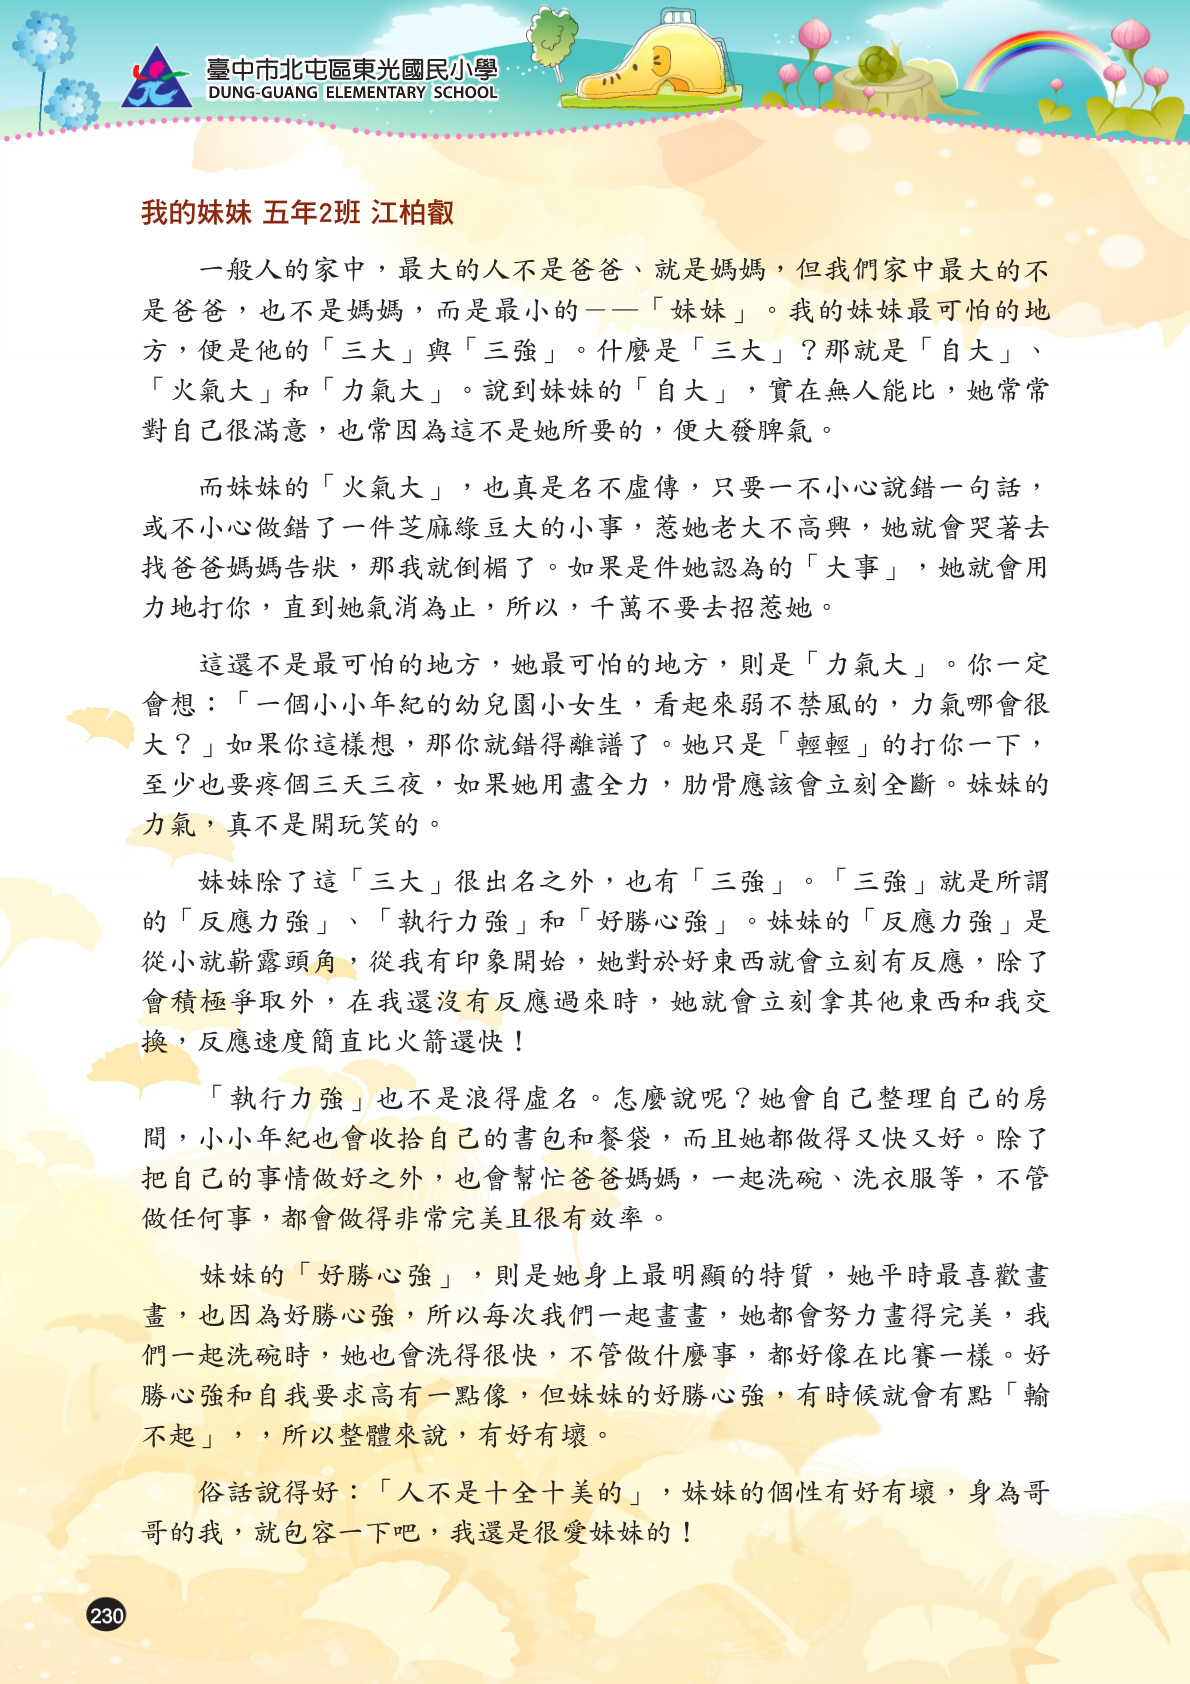 臺中市北屯區東光國民小學
DUNG-GUANG ELEMENTARY SCHOOL
我的妹妹 五年2班 江柏叡
一般人的家中，最大的人不是爸爸、就是媽媽，但我們家中最大的不
是爸爸，也不是媽媽，而是最小的－—「妹妹」。我的妹妹最可怕的地
方，便是他的「三大」與「三強」。什麼是「三大」？那就是「自大」、
「火氣大」和「力氣大」。說到妹妹的「自大」，實在無人能比，她常常
對自己很滿意，也常因為這不是她所要的，便大發脾氣。
而妹妹的「火氣大」，也真是名不虛傳，只要一不小心說錯一句話，
或不小心做錯了一件芝麻綠豆大的小事，惹她老大不高興，她就會哭著去
找爸爸媽媽告狀，那我就倒楣了。如果是件她認為的「大事」，她就會用
力地打你，直到她氣消為止，所以，千萬不要去招惹她。
這還不是最可怕的地方，她最可怕的地方，則是「力氣大」。你一定
會想：「一個小小年紀的幼兒園小女生，看起來弱不禁風的，力氣哪會很
大？」如果你這樣想，那你就錯得離譜了。她只是「輕輕」的打你一下，
至少也要疼個三天三夜，如果她用盡全力，肋骨應該會立刻全斷。妹妹的
力氣，真不是開玩笑的。
妹妹除了這「三大」很出名之外，也有「三強」。「三強」就是所謂
的「反應力強」、「執行力強」和「好勝心強」。妹妹的「反應力強」是
從小就嶄露頭角，從我有印象開始，她對於好東西就會立刻有反應，除了
會積極爭取外，在我還沒有反應過來時，她就會立刻拿其他東西和我交
換，反應速度簡直比火箭還快！
「執行力強」也不是浪得虛名。怎麼說呢？她會自己整理自己的房
間，小小年紀也會收拾自己的書包和餐袋，而且她都做得又快又好。除了
把自己的事情做好之外，也會幫忙爸爸媽媽，一起洗碗、洗衣服等，不管
做任何事，都會做得非常完美且很有效率。
妹妹的「好勝心強」，則是她身上最明顯的特質，她平時最喜歡畫
畫，也因為好勝心強，所以每次我們一起畫畫，她都會努力畫得完美，我
們一起洗碗時，她也會洗得很快，不管做什麼事，都好像在比賽一樣。好
勝心強和自我要求高有一點像，但妹妹的好勝心強，有時候就會有點「輸
不起」，，所以整體來說，有好有壞。
俗話說得好：「人不是十全十美的」，妹妹的個性有好有壞，身為哥
哥的我，就包容一下吧，我還是很愛妹妹的！
230